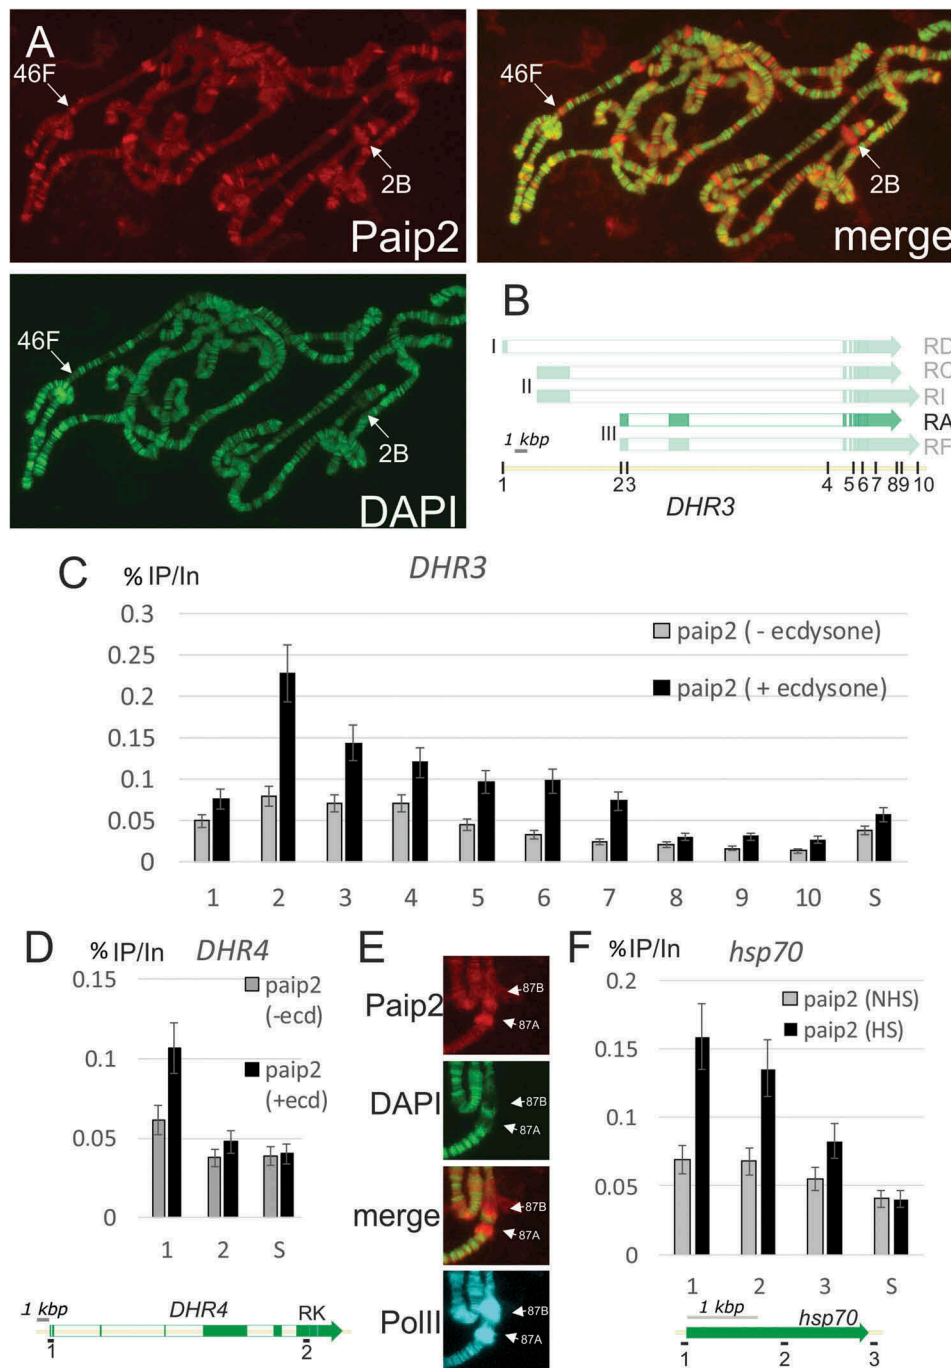 A
46F
2B
Paip2
46F
2B
merge
46F
2B
DAPI
B
I
RD
II
RC
RI
III
RA
RF
1 kbp
1 23 4 5 6 7 89 10
DHR3
C
% IP/In
DHR3
0.3
0.25
0.2
0.15
0.1
0.05
0
paip2 ( - ecdysone)
paip2 ( + ecdysone)
1 2 3 4 5 6 7 8 9 10 S
D
% IP/In
DHR4
0.15
0.1
0.05
0
paip2
(-ecd)
paip2
(+ecd)
1 2 S
1 kbp
DHR4
RK
1 2
E
Paip2
87B
87A
DAPI
87B
87A
merge
87B
87A
PolII
87B
87A
F
%IP/In
hsp70
0.2
0.15
0.1
0.05
0
paip2 (NHS)
paip2 (HS)
1 2 3 S
1 kbp
hsp70
1 2 3